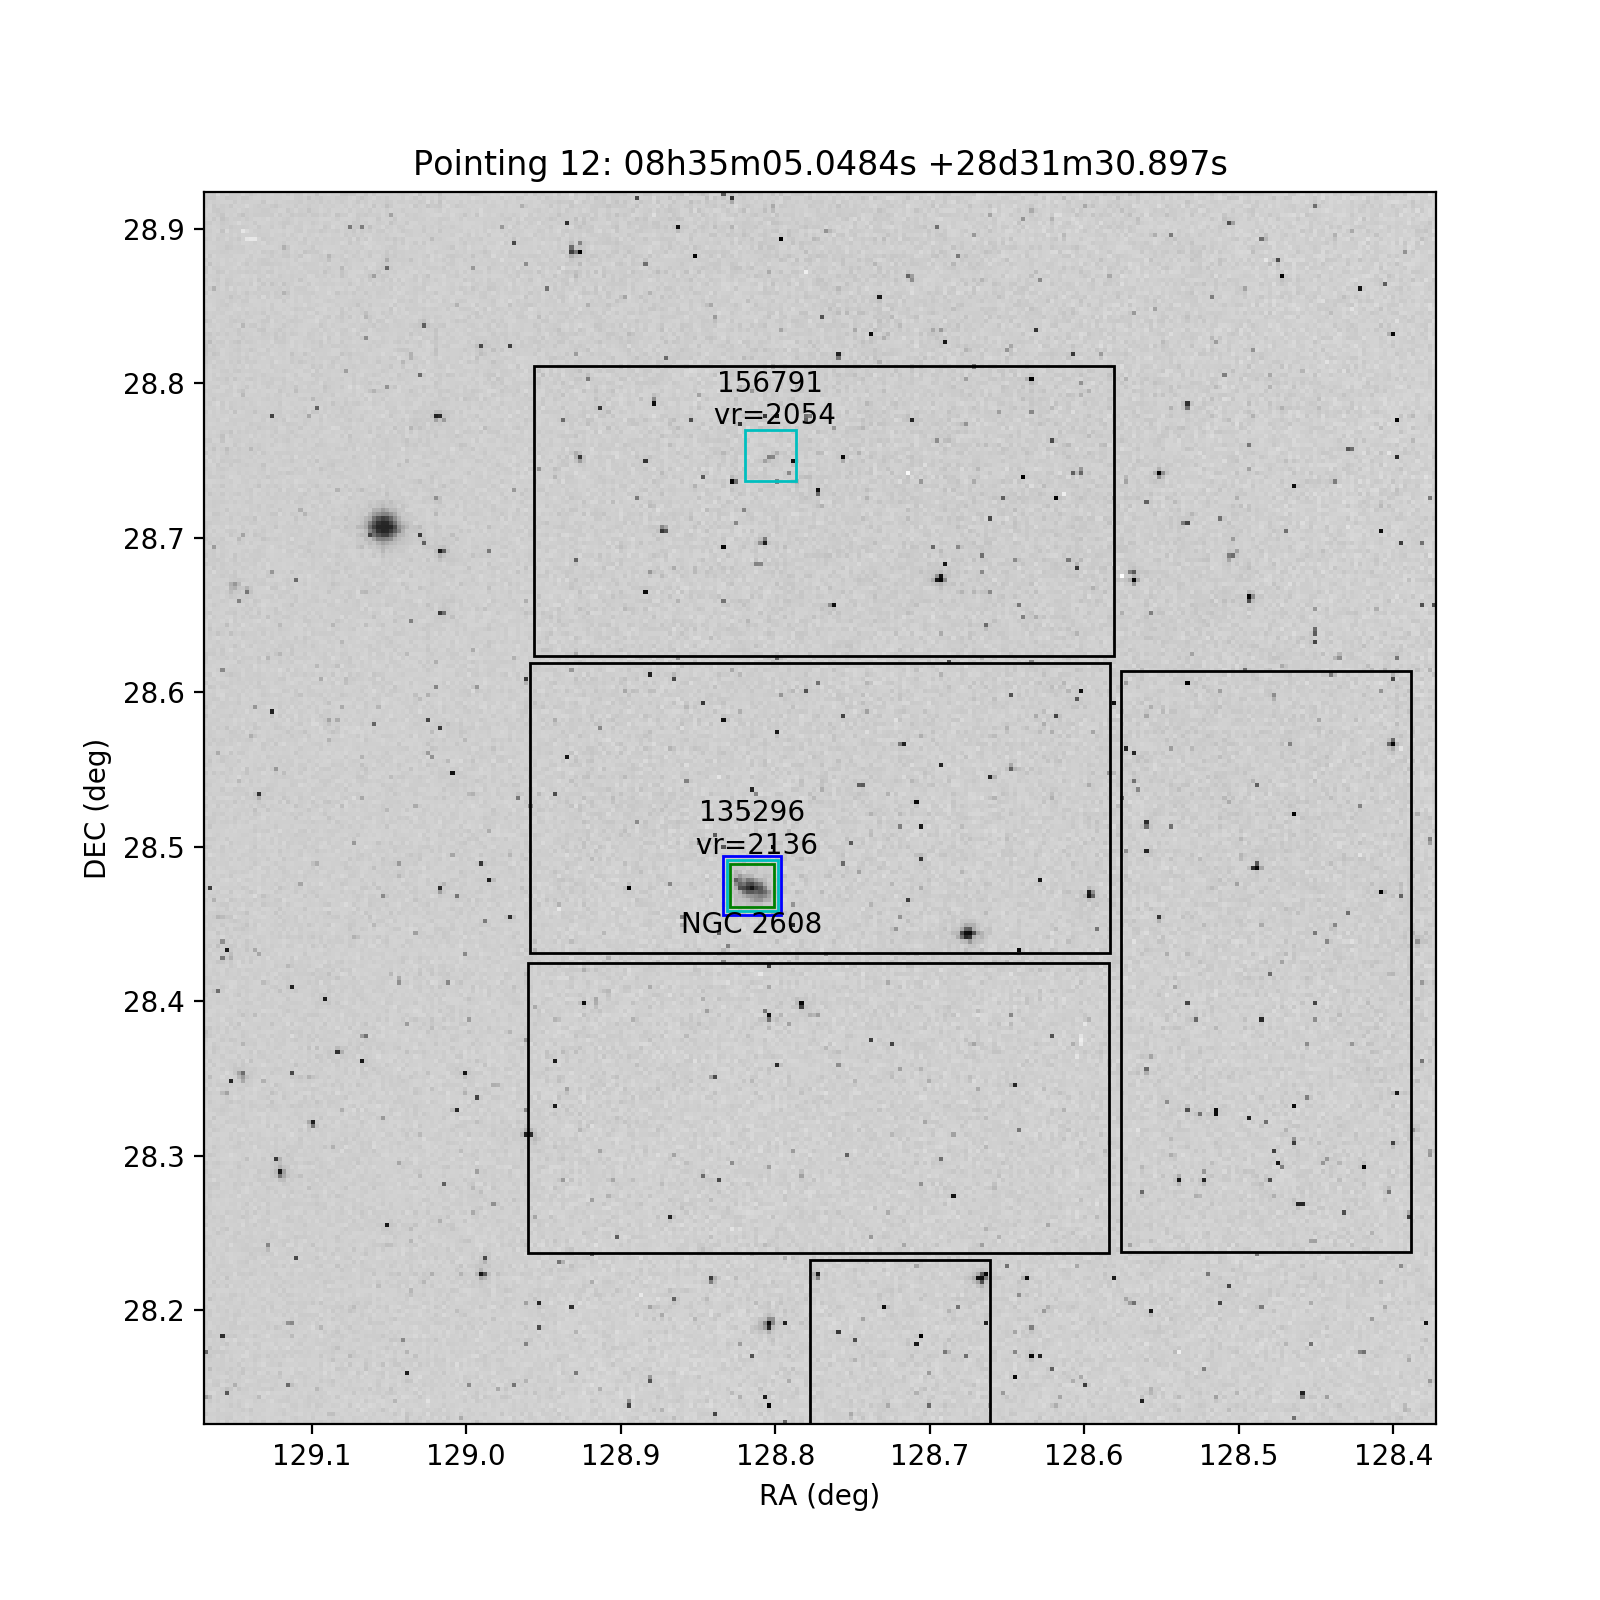 Pointing 12: 08h35m05.0484s +28d31m30.897s
28.9
28.8
28.7
28.6
28.5
28.4
28.3
28.2
DEC (deg)
156791
vr=2054
135296
vr=2136
NGC 2608
129.1 129.0 128.9 128.8 128.7 128.6 128.5 128.4
RA (deg)